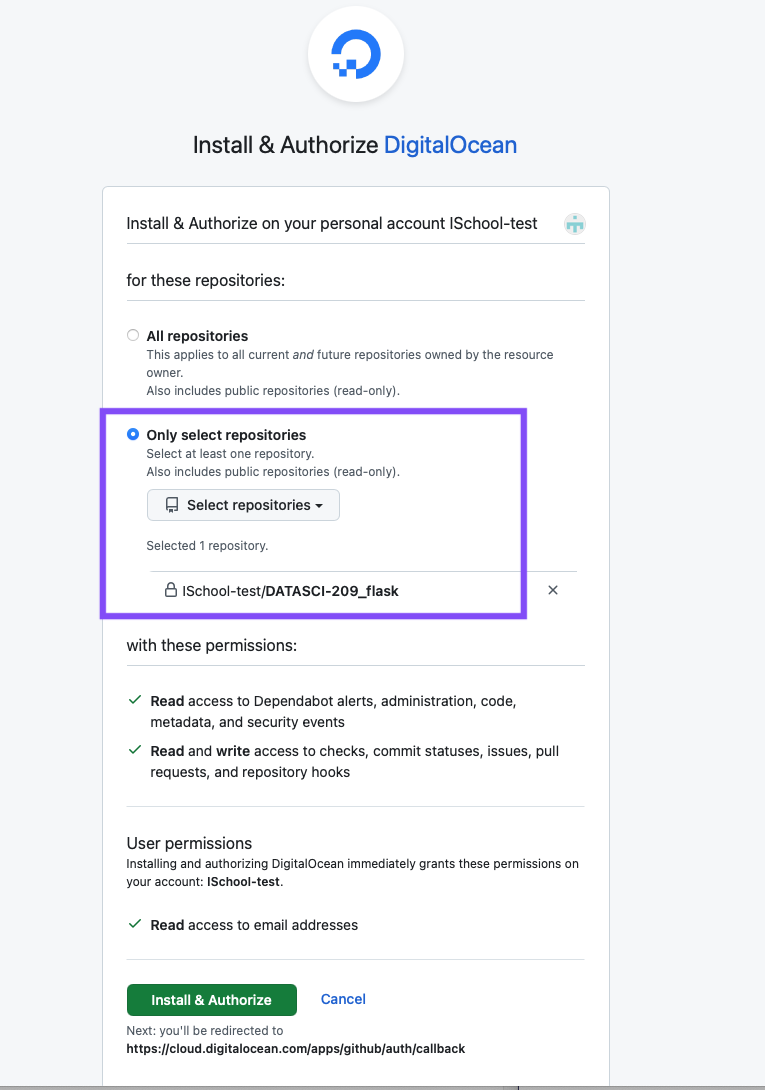 Install & Authorize DigitalOcean
Install & Authorize on your personal account ISchool-test
for these repositories:
All repositories
This applies to all current and future repositories owned by the resource
owner.
Also includes public repositories (read-only).
Only select repositories
Select at least one repository.
Also includes public repositories (read-only).
Select repositories
Selected 1 repository.
ISchool-test/DATASCI-209_flask
with these permissions:
Read access to Dependabot alerts, administration, code,
metadata, and security events
Read and write access to checks, commit statuses, issues, pull
requests, and repository hooks
User permissions
Installing and authorizing DigitalOcean immediately grants these permissions on
your account: ISchool-test.
Read access to email addresses
Install & Authorize Cancel
Next: you'll be redirected to
https://cloud.digitalocean.com/apps/github/auth/callback